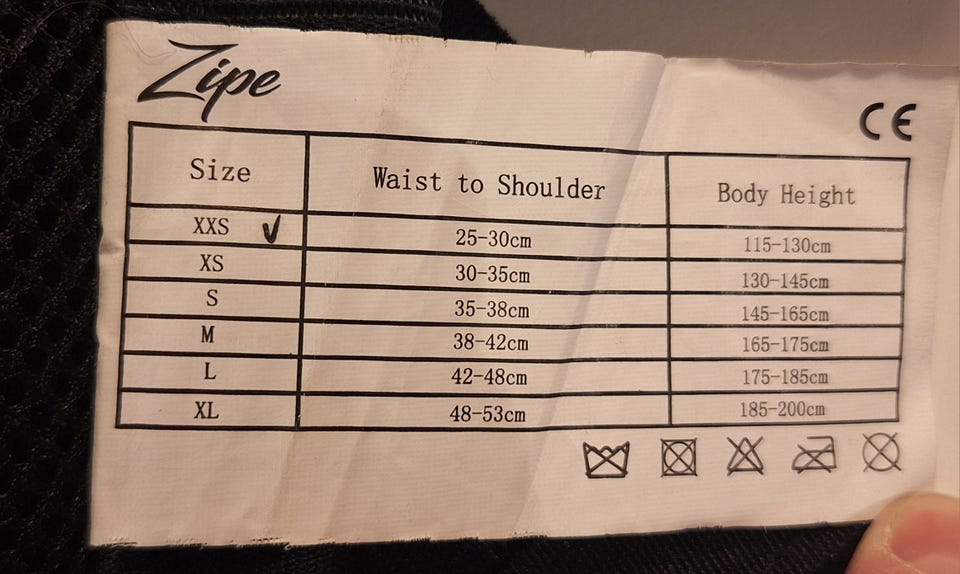 Zipe
CE
Size Waist to Shoulder Body Height
XXS ✓ 25-30cm 115-130cm
XS 30-35cm 130-145cm
S 35-38cm 145-165cm
M 38-42cm 165-175cm
L 42-48cm 175-185cm
XL 48-53cm 185-200cm